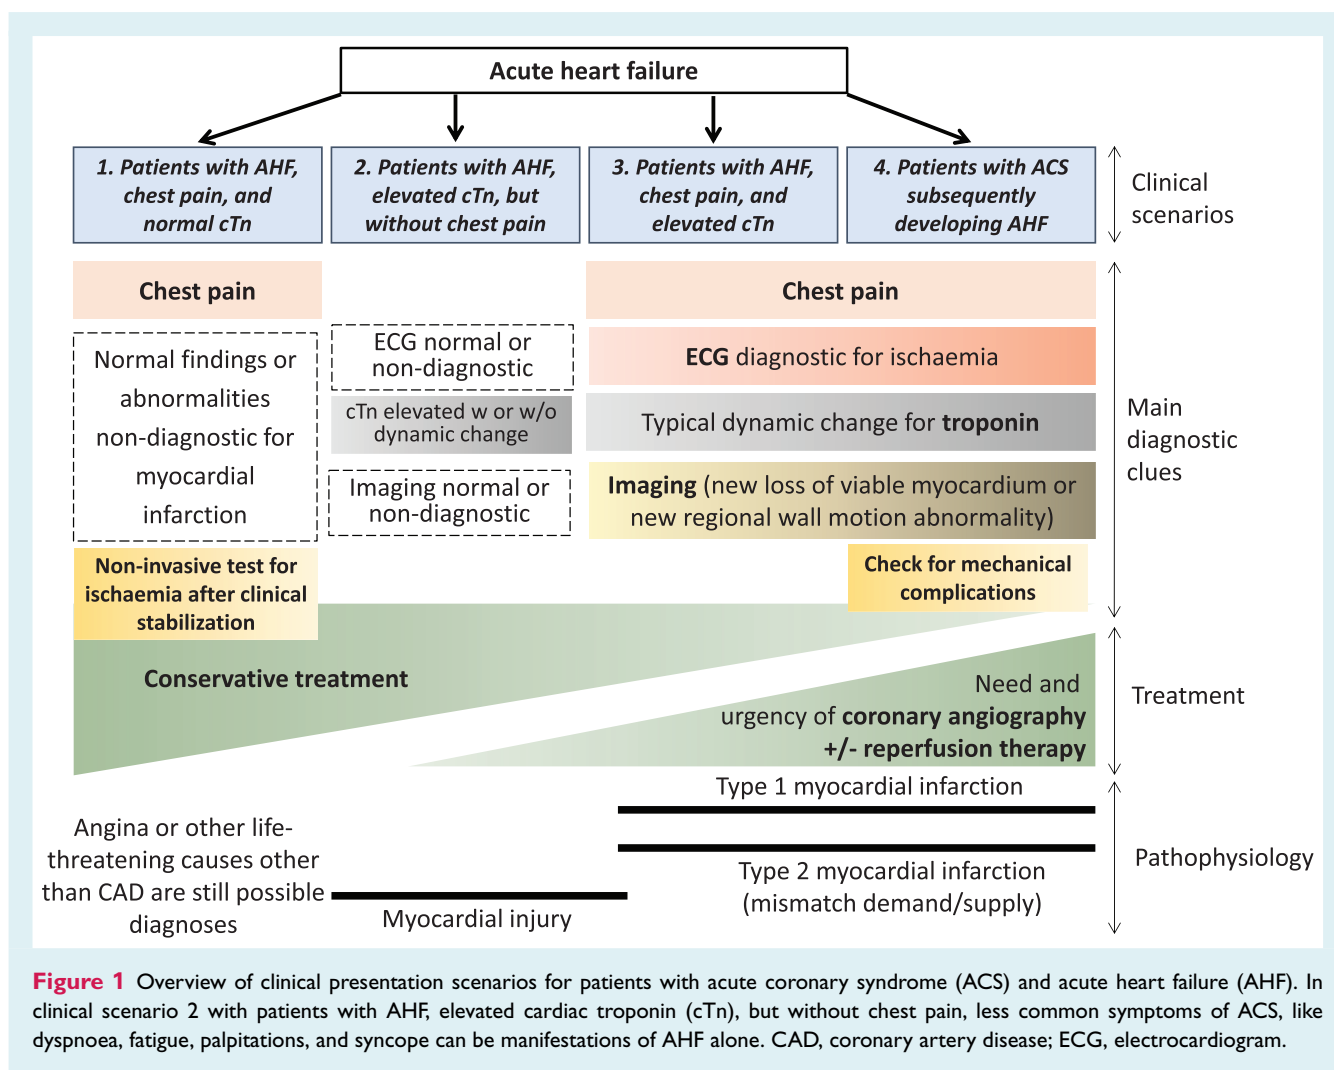 Acute heart failure
1. Patients with AHF,
chest pain, and
normal cTn
2. Patients with AHF,
elevated cTn, but
without chest pain
3. Patients with AHF,
chest pain, and
elevated cTn
4. Patients with ACS
subsequently
developing AHF
Clinical
scenarios
Chest pain
Chest pain
Normal findings or
abnormalities
non-diagnostic for
myocardial
infarction
ECG normal or
non-diagnostic
cTn elevated w or w/o
dynamic change
Imaging normal or
non-diagnostic
ECG diagnostic for ischaemia
Typical dynamic change for troponin
Imaging (new loss of viable myocardium or
new regional wall motion abnormality)
Main
diagnostic
clues
Non-invasive test for
ischaemia after clinical
stabilization
Check for mechanical
complications
Conservative treatment
Need and
urgency of coronary angiography
+/- reperfusion therapy
Treatment
Type 1 myocardial infarction
Angina or other life-
threatening causes other
than CAD are still possible
diagnoses
Myocardial injury
Type 2 myocardial infarction
(mismatch demand/supply)
Pathophysiology
Figure 1 Overview of clinical presentation scenarios for patients with acute coronary syndrome (ACS) and acute heart failure (AHF). In
clinical scenario 2 with patients with AHF, elevated cardiac troponin (cTn), but without chest pain, less common symptoms of ACS, like
dyspnoea, fatigue, palpitations, and syncope can be manifestations of AHF alone. CAD, coronary artery disease; ECG, electrocardiogram.